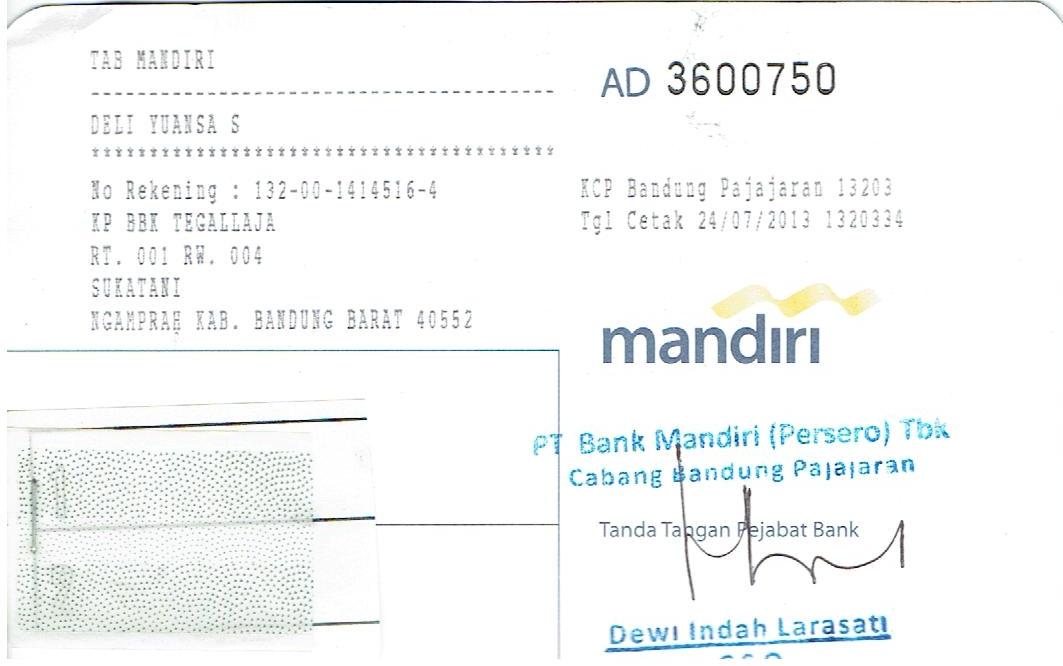 TAB MANDIRI
----------------------------------------
DELI YUANSA S
****************************************
No Rekening : 132-00-1414516-4
KP BBK TEGALLAJA
RT. 001 RW. 004
SUKATANI
NGAMPRAH KAB. BANDUNG BARAT 40552
AD 3600750
KCP Bandung Pajajaran 13203
Tgl Cetak 24/07/2013 1320334
mandiri
PT Bank Mandiri (Persero) Tbk
Cabang Bandung Pajajaran
Tanda Tangan Pejabat Bank
Dewi Indah Larasati